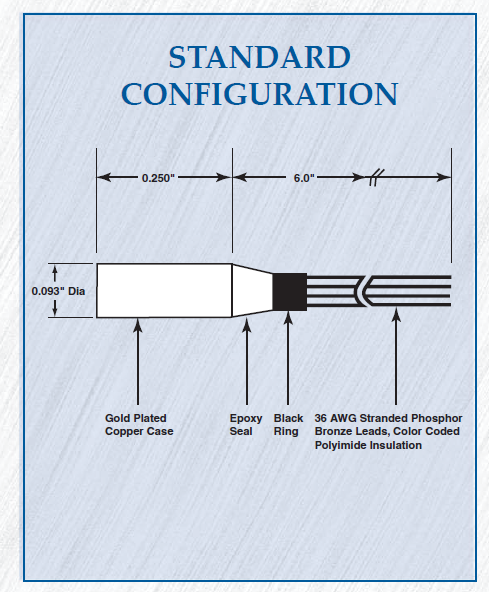 STANDARD
CONFIGURATION
0.250"
6.0"
0.093" Dia
Gold Plated
Copper Case
Epoxy
Seal
Black
Ring
36 AWG Stranded Phosphor
Bronze Leads, Color Coded
Polyimide Insulation